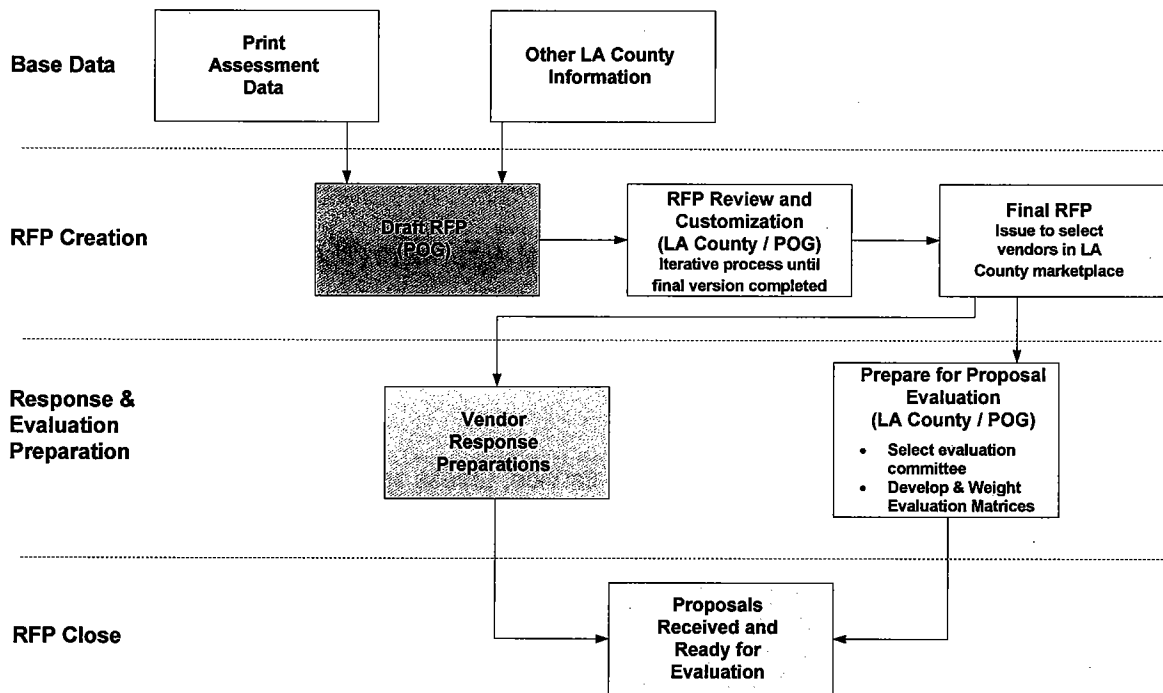 Base Data
Print
Assessment
Data
Other LA County
Information
RFP Creation
Draft RFP
(POG)
RFP Review and
Customization
(LA County / POG)
Iterative process until
final version completed
Final RFP
Issue to select
vendors in LA
County marketplace
Response &
Evaluation
Preparation
Vendor
Response
Preparations
Prepare for Proposal
Evaluation
(LA County / POG)
• Select evaluation
committee
• Develop & Weight
Evaluation Matrices
RFP Close
Proposals
Received and
Ready for
Evaluation